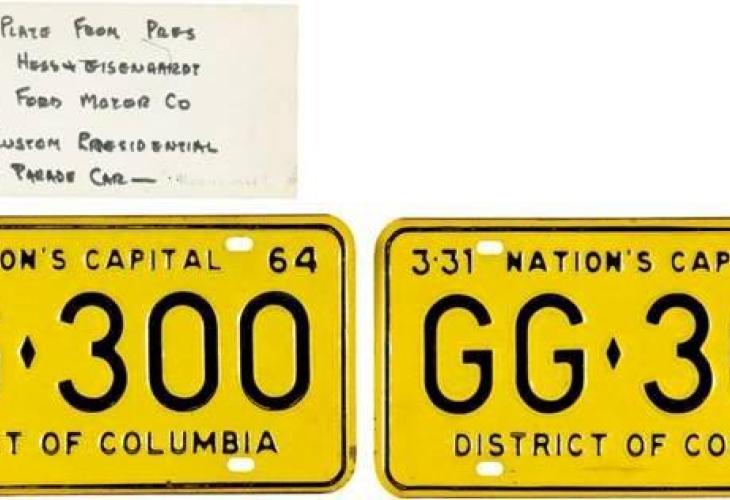 PLATE FROM PRES
HESS & EISENHARDT
FORD MOTOR CO
CUSTOM PRESIDENTIAL
PARADE CAR —
ON'S CAPITAL 64
G♦300
T OF COLUMBIA
3·31 NATION'S CAP
GG♦3
DISTRICT OF CO